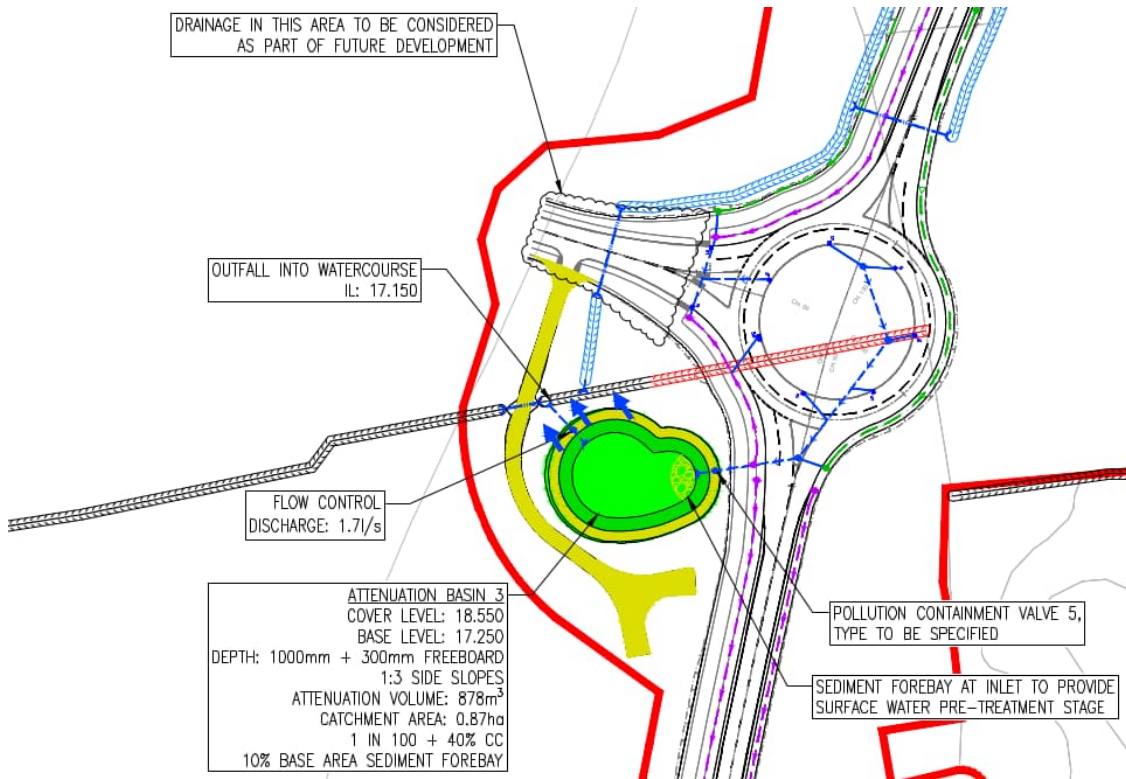 DRAINAGE IN THIS AREA TO BE CONSIDERED
AS PART OF FUTURE DEVELOPMENT
OUTFALL INTO WATERCOURSE
IL: 17.150
FLOW CONTROL
DISCHARGE: 1.7l/s
ATTENUATION BASIN 3
COVER LEVEL: 18.550
BASE LEVEL: 17.250
DEPTH: 1000mm + 300mm FREEBOARD
1:3 SIDE SLOPES
ATTENUATION VOLUME: 878m³
CATCHMENT AREA: 0.87ha
1 IN 100 + 40% CC
10% BASE AREA SEDIMENT FOREBAY
POLLUTION CONTAINMENT VALVE 5,
TYPE TO BE SPECIFIED
SEDIMENT FOREBAY AT INLET TO PROVIDE
SURFACE WATER PRE-TREATMENT STAGE